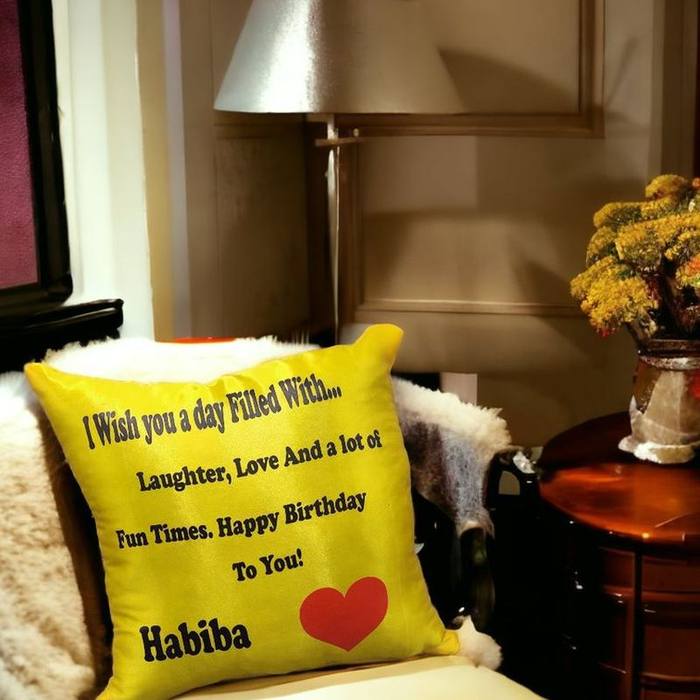 I Wish you a day Filled With...
Laughter, Love And a lot of
Fun Times. Happy Birthday
To You!
Habiba